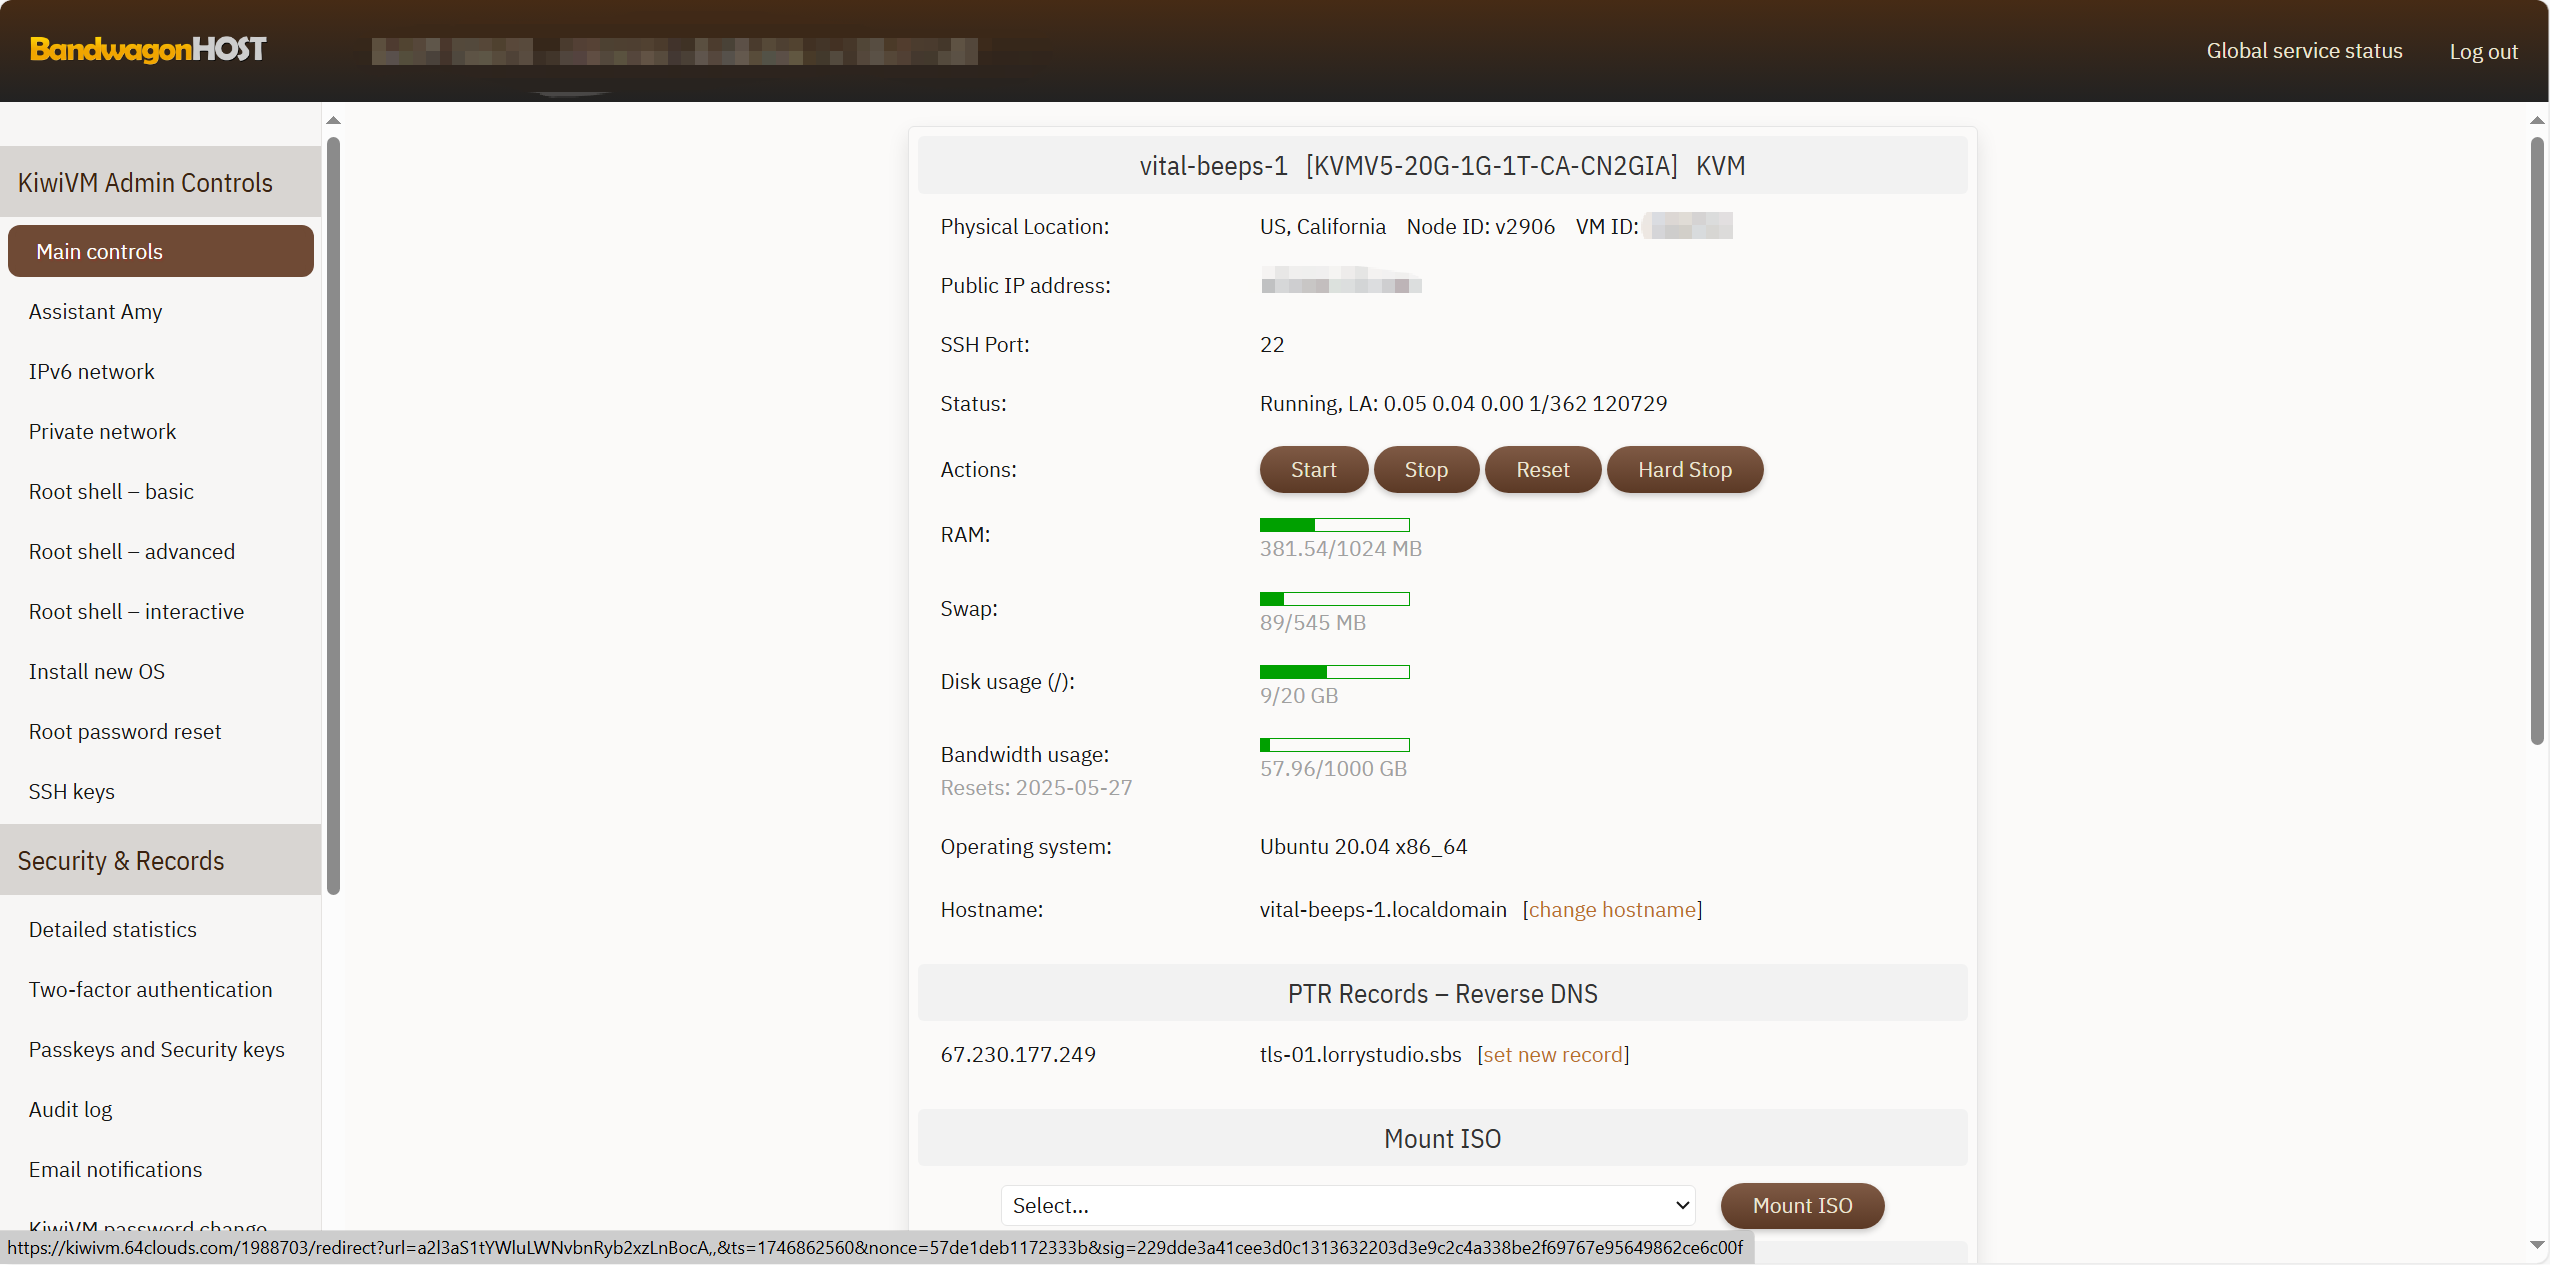 BandwagonHOST
Global service status
Log out
KiwiVM Admin Controls
Main controls
Assistant Amy
IPv6 network
Private network
Root shell – basic
Root shell – advanced
Root shell – interactive
Install new OS
Root password reset
SSH keys
Security & Records
Detailed statistics
Two-factor authentication
Passkeys and Security keys
Audit log
Email notifications
KiwiVM password change
vital-beeps-1 [KVMV5-20G-1G-1T-CA-CN2GIA] KVM
Physical Location: US, California Node ID: v2906 VM ID:
Public IP address:
SSH Port: 22
Status: Running, LA: 0.05 0.04 0.00 1/362 120729
Actions: Start Stop Reset Hard Stop
RAM:
381.54/1024 MB
Swap:
89/545 MB
Disk usage (/):
9/20 GB
Bandwidth usage:
57.96/1000 GB
Resets: 2025-05-27
Operating system: Ubuntu 20.04 x86_64
Hostname: vital-beeps-1.localdomain [change hostname]
PTR Records – Reverse DNS
67.230.177.249 tls-01.lorrystudio.sbs [set new record]
Mount ISO
Select... Mount ISO
https://kiwivm.64clouds.com/1988703/redirect?url=a2l3aS1tYWluLWNvbnRyb2xzLnBocA,,&ts=1746862560&nonce=57de1deb1172333b&sig=229dde3a41cee3d0c1313632203d3e9c2c4a338be2f69767e95649862ce6c00f